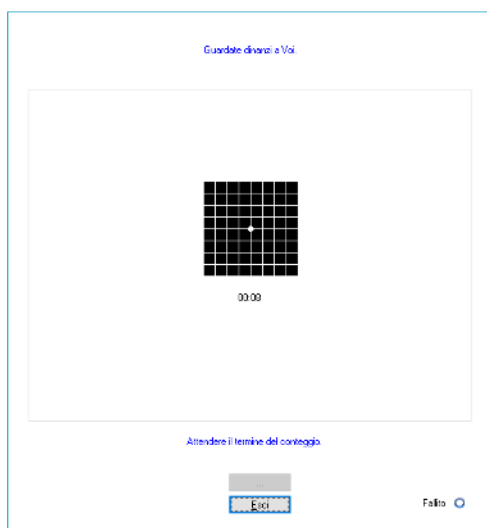 Guardate dinanzi a Voi.
00:08
Attendere il termine del conteggio.
...
Esci
Fallito